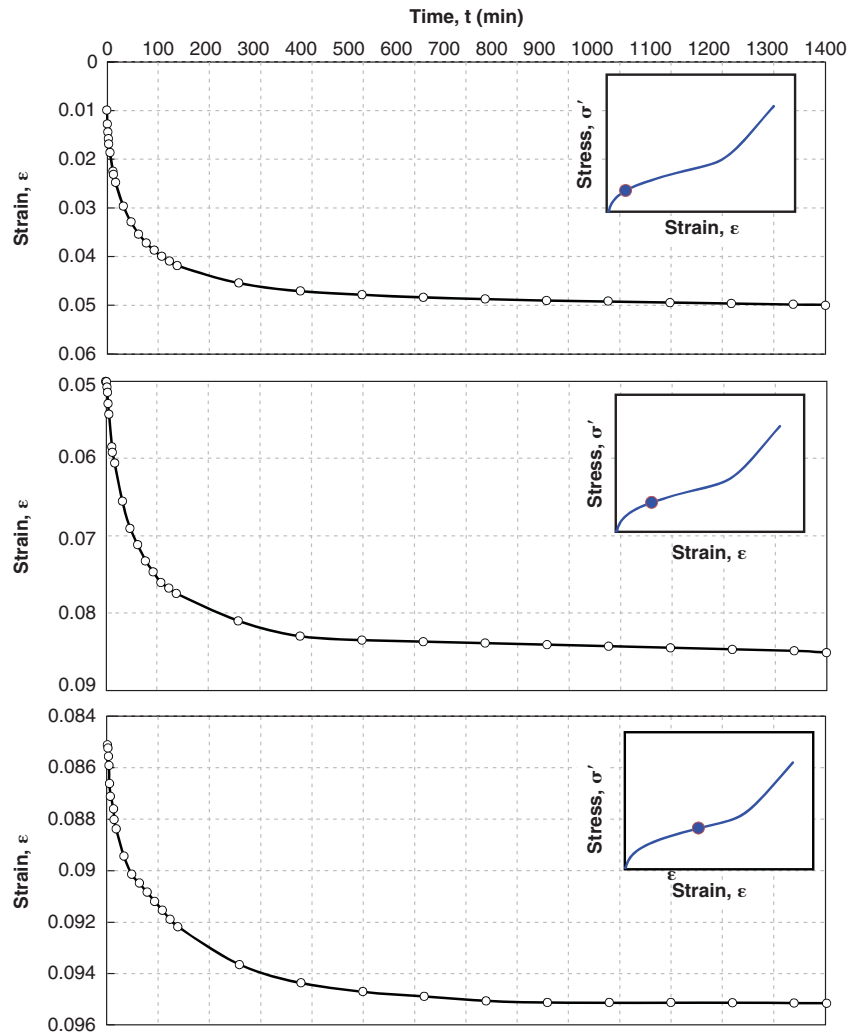 Time, t (min)
0 100 200 300 400 500 600 700 800 900 1000 1100 1200 1300 1400
0
0.01
0.02
0.03
0.04
0.05
0.06
Strain, ε
Stress, σ′
Strain, ε
0.05
0.06
0.07
0.08
0.09
Strain, ε
Stress, σ′
Strain, ε
0.084
0.086
0.088
0.09
0.092
0.094
0.096
Strain, ε
Stress, σ′
ε
Strain, ε